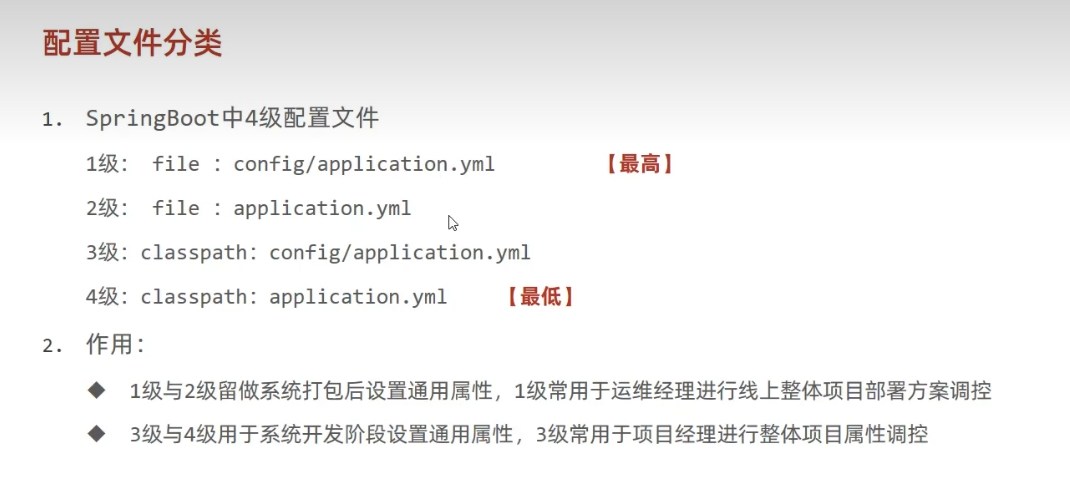 配置文件分类
1. SpringBoot中4级配置文件
1级： file ：config/application.yml 【最高】
2级： file ：application.yml
3级：classpath：config/application.yml
4级：classpath：application.yml 【最低】
2. 作用：
◆ 1级与2级留做系统打包后设置通用属性，1级常用于运维经理进行线上整体项目部署方案调控
◆ 3级与4级用于系统开发阶段设置通用属性，3级常用于项目经理进行整体项目属性调控